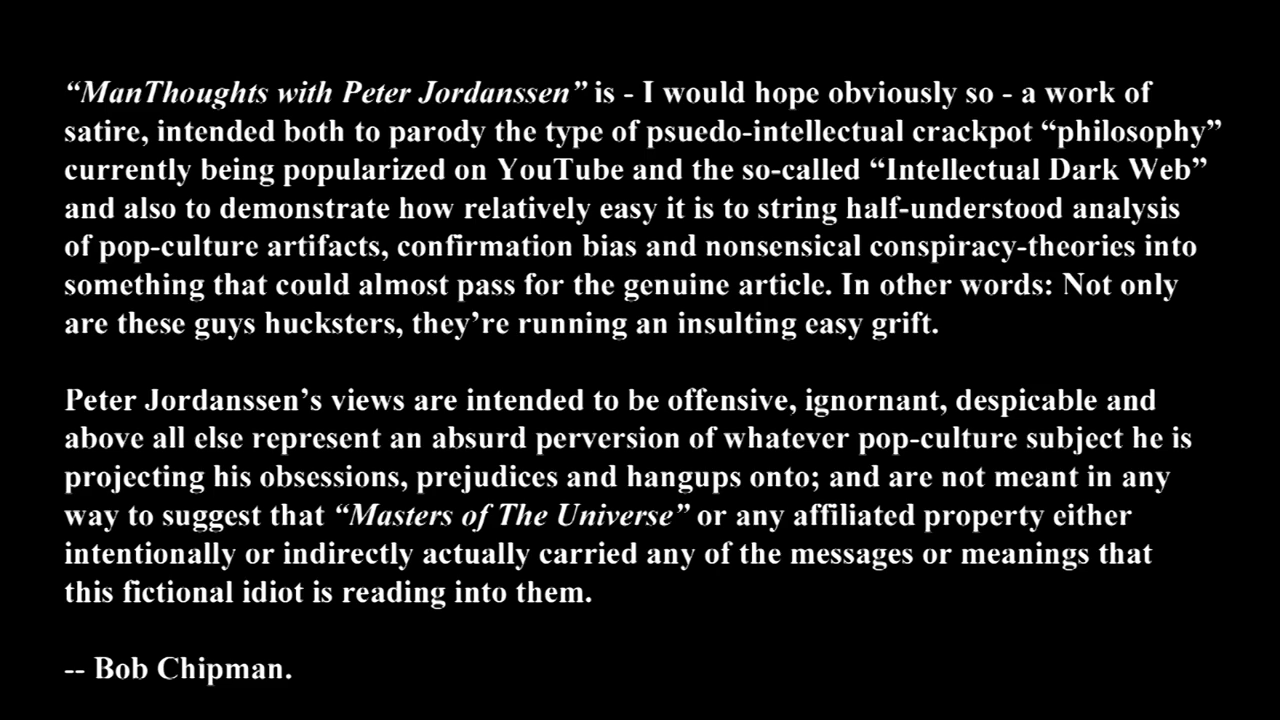 “ManThoughts with Peter Jordanssen” is - I would hope obviously so - a work of
satire, intended both to parody the type of psuedo-intellectual crackpot “philosophy”
currently being popularized on YouTube and the so-called “Intellectual Dark Web”
and also to demonstrate how relatively easy it is to string half-understood analysis
of pop-culture artifacts, confirmation bias and nonsensical conspiracy-theories into
something that could almost pass for the genuine article. In other words: Not only
are these guys hucksters, they’re running an insulting easy grift.
Peter Jordanssen’s views are intended to be offensive, ignornant, despicable and
above all else represent an absurd perversion of whatever pop-culture subject he is
projecting his obsessions, prejudices and hangups onto; and are not meant in any
way to suggest that “Masters of The Universe” or any affiliated property either
intentionally or indirectly actually carried any of the messages or meanings that
this fictional idiot is reading into them.
-- Bob Chipman.